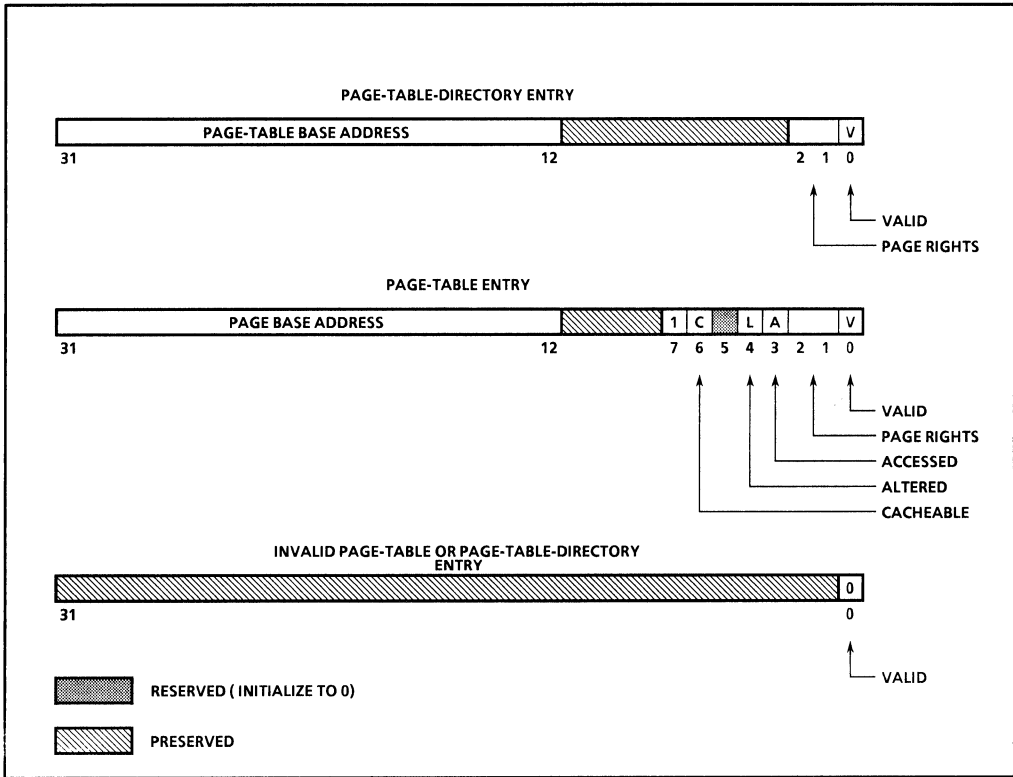 PAGE-TABLE-DIRECTORY ENTRY
PAGE-TABLE BASE ADDRESS V
31 12 2 1 0
VALID
PAGE RIGHTS
PAGE-TABLE ENTRY
PAGE BASE ADDRESS 1 C L A V
31 12 7 6 5 4 3 2 1 0
VALID
PAGE RIGHTS
ACCESSED
ALTERED
CACHEABLE
INVALID PAGE-TABLE OR PAGE-TABLE-DIRECTORY
ENTRY
0
31 0
VALID
RESERVED ( INITIALIZE TO 0)
PRESERVED